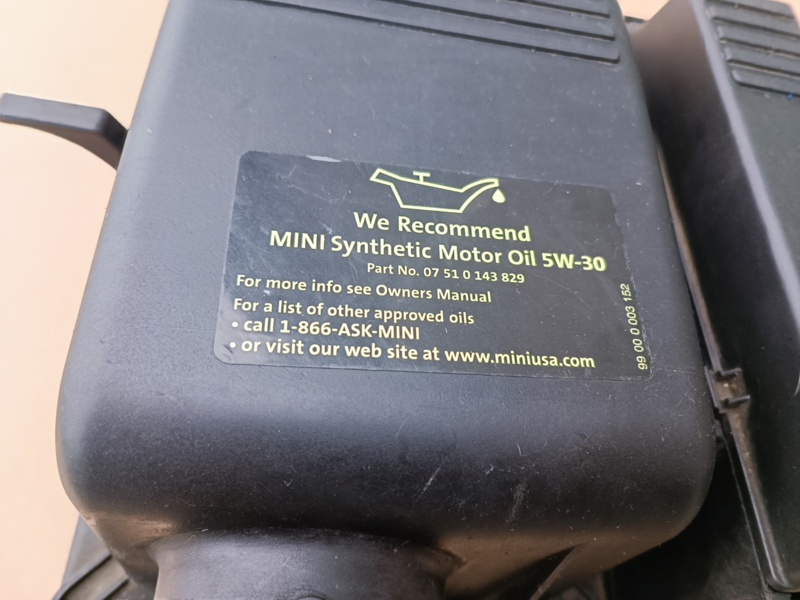 We Recommend
MINI Synthetic Motor Oil 5W-30
Part No. 07 51 0 143 829
For more info see Owners Manual
For a list of other approved oils
• call 1-866-ASK-MINI
• or visit our web site at www.miniusa.com
99 00 0 003 152